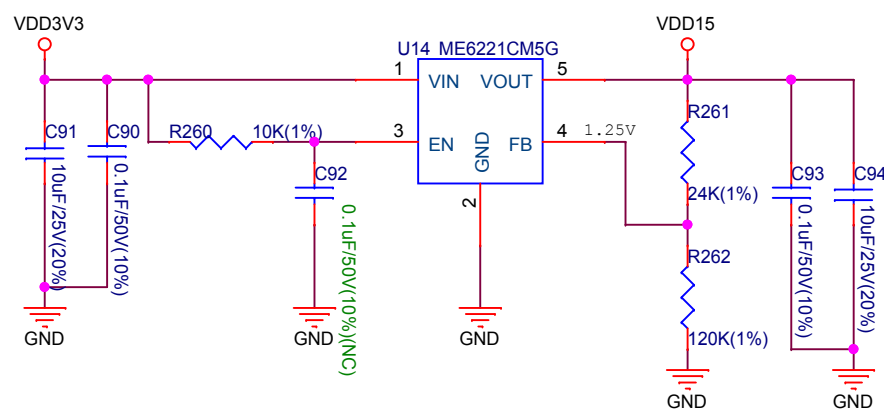 VDD3V3
VDD15
U14 ME6221CM5G
1
VIN
VOUT
5
C91
10uF/25V(20%)
C90
0.1uF/50V(10%)
R260
10K(1%)
3
EN
GND
FB
4
1.25V
2
C92
0.1uF/50V(10%)(NC)
R261
24K(1%)
R262
120K(1%)
C93
0.1uF/50V(10%)
C94
10uF/25V(20%)
GND
GND
GND
GND
GND